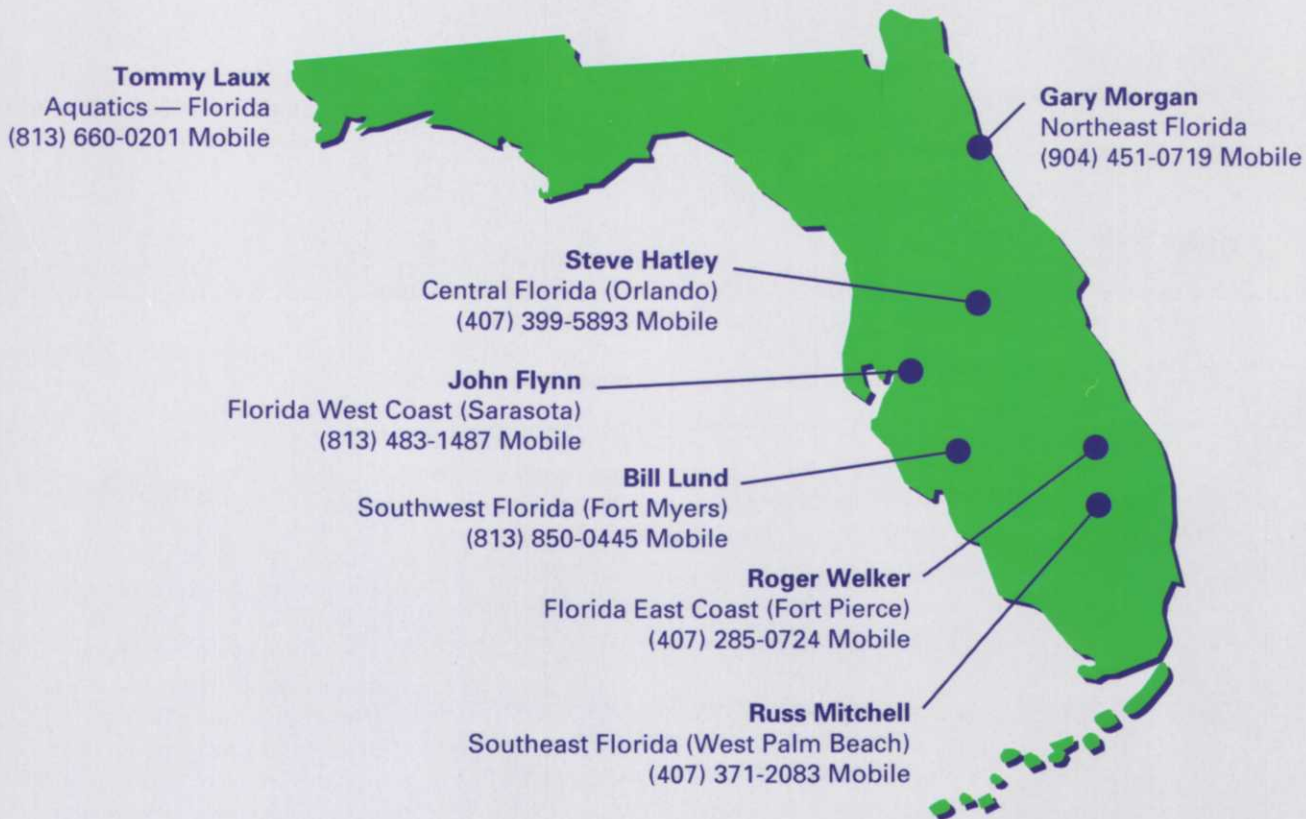 Tommy Laux
Aquatics — Florida
(813) 660-0201 Mobile
Gary Morgan
Northeast Florida
(904) 451-0719 Mobile
Steve Hatley
Central Florida (Orlando)
(407) 399-5893 Mobile
John Flynn
Florida West Coast (Sarasota)
(813) 483-1487 Mobile
Bill Lund
Southwest Florida (Fort Myers)
(813) 850-0445 Mobile
Roger Welker
Florida East Coast (Fort Pierce)
(407) 285-0724 Mobile
Russ Mitchell
Southeast Florida (West Palm Beach)
(407) 371-2083 Mobile